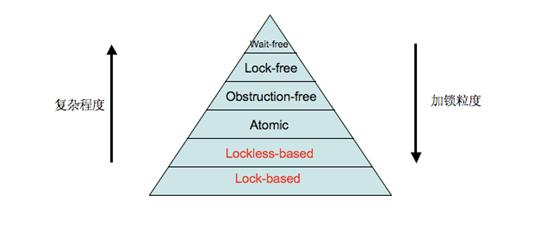 Wait-free
Lock-free
Obstruction-free
复杂程度
加锁粒度
Atomic
Lockless-based
Lock-based